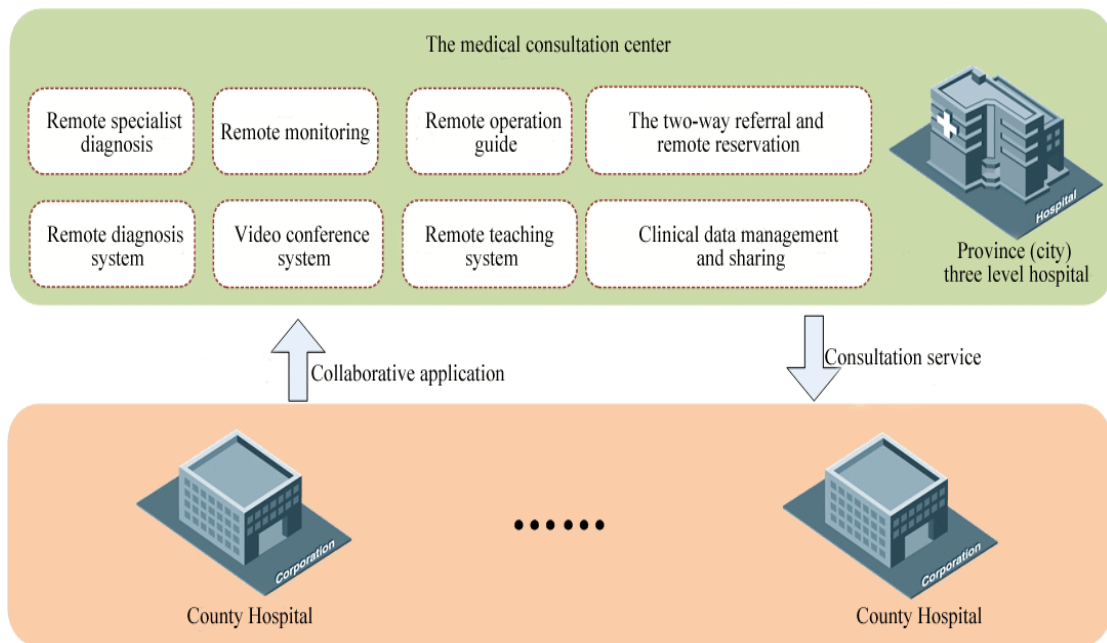 The medical consultation center
Remote specialist
diagnosis
Remote monitoring
Remote operation
guide
The two-way referral and
remote reservation
Remote diagnosis
system
Video conference
system
Remote teaching
system
Clinical data management
and sharing
Hospital
Province (city)
three level hospital
Collaborative application
Consultation service
Corporation
County Hospital
......
Corporation
County Hospital